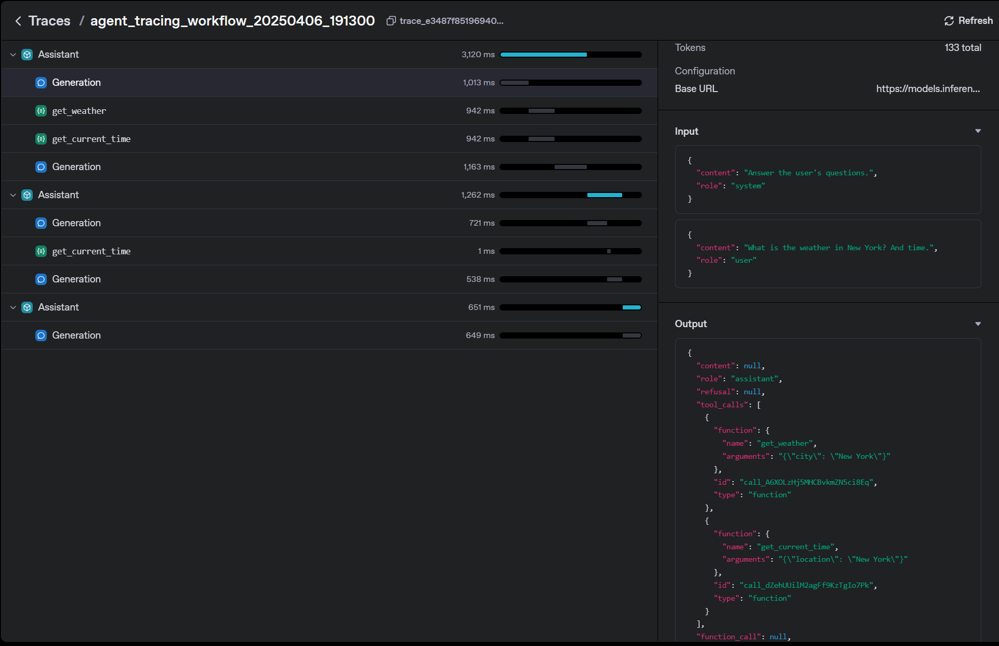 Traces / agent_tracing_workflow_20250406_191300 trace_e3487f85196940... Refresh
Assistant 3,120 ms
Generation 1,013 ms
get_weather 942 ms
get_current_time 942 ms
Generation 1,163 ms
Assistant 1,262 ms
Generation 721 ms
get_current_time 1 ms
Generation 538 ms
Assistant 651 ms
Generation 649 ms
Tokens 133 total
Configuration
Base URL https://models.inferen...
Input
{
"content": "Answer the user's questions.",
"role": "system"
}
{
"content": "What is the weather in New York? And time.",
"role": "user"
}
Output
{
"content": null,
"role": "assistant",
"refusal": null,
"tool_calls": [
{
"function": {
"name": "get_weather",
"arguments": "{\"city\": \"New York\"}"
},
"id": "call_A6XOLzHj5MHCBvkmZN5ci8Eq",
"type": "function"
},
{
"function": {
"name": "get_current_time",
"arguments": "{\"location\": \"New York\"}"
},
"id": "call_dZehUUilM2agFf9KzTgIo7Pk",
"type": "function"
}
],
"function_call": null,